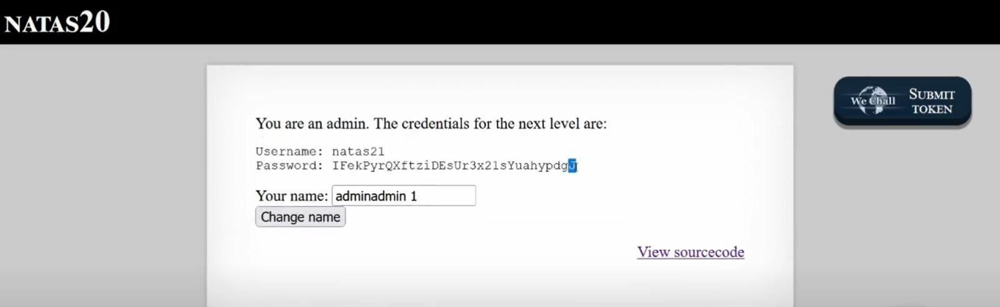 NATAS20
We Chall SUBMIT TOKEN
You are an admin. The credentials for the next level are:
Username: natas21
Password: IFekPyrQXftziDEsUr3x21sYuahypdgJ
Your name: adminadmin 1
Change name
View sourcecode